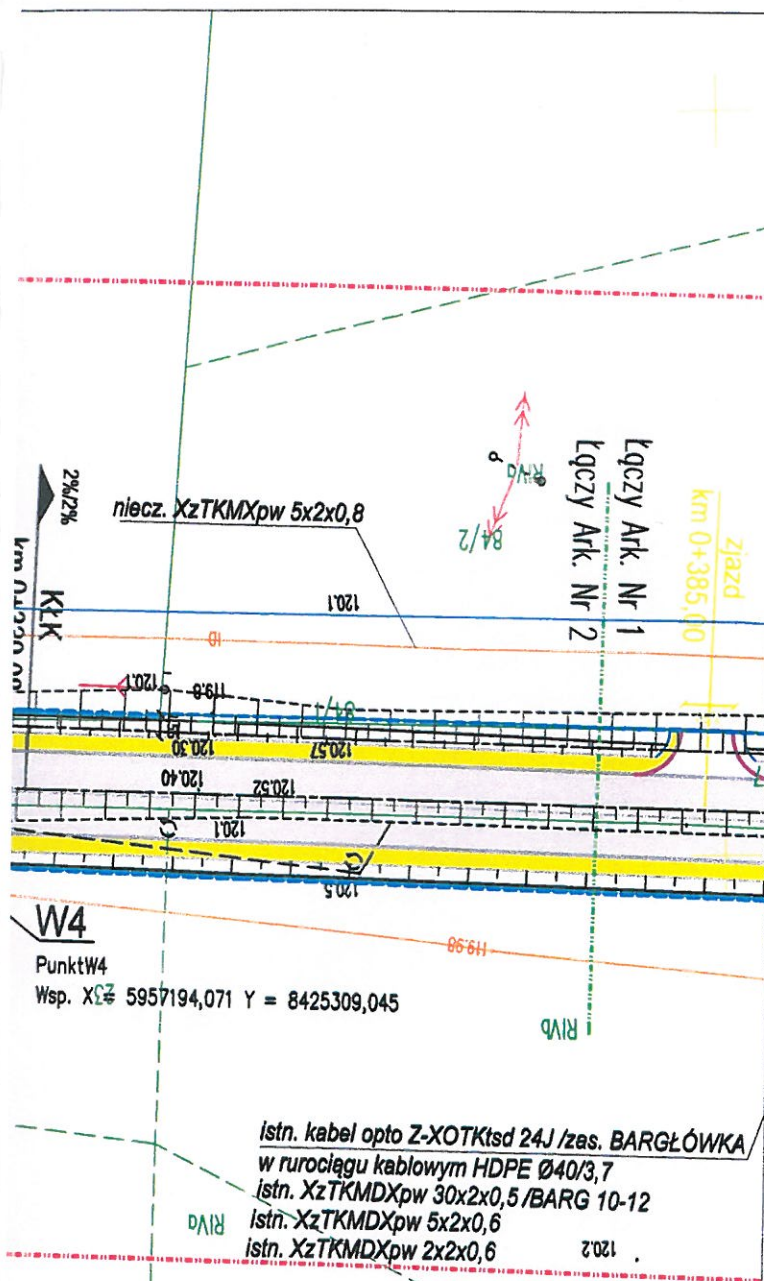 RIVa
84/2
Łączy Ark. Nr 1
Łączy Ark. Nr 2
zjazd
km 0+385,00
2%/2%
niecz. XzTKMXpw 5x2x0,8
KŁK
120.1
120.1
119.8
84/1
120.30
120.57
120.40
120.52
120.1
120.5
W4
PunktW4
Wsp. X = 5957194,071 Y = 8425309,045
119.98
RIVb
istn. kabel opto Z-XOTKtsd 24J /zas. BARGŁÓWKA
w rurociągu kablowym HDPE Ø40/3,7
istn. XzTKMDXpw 30x2x0,5 /BARG 10-12
istn. XzTKMDXpw 5x2x0,6
istn. XzTKMDXpw 2x2x0,6
RIVa
120.2